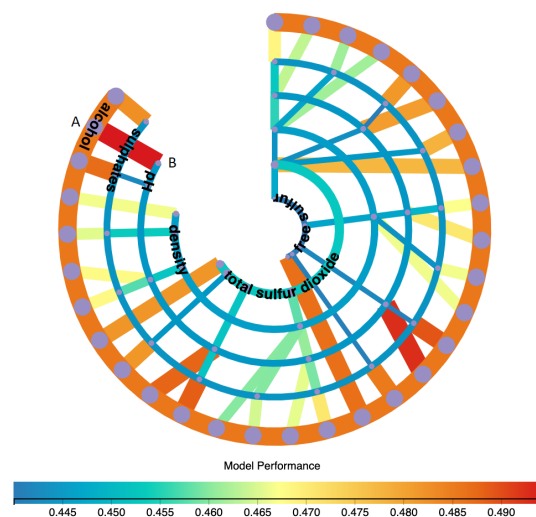 A
B
alcohol
sulphates
pH
density
total sulfur dioxide
free sulfur
Model Performance
0.445 0.450 0.455 0.460 0.465 0.470 0.475 0.480 0.485 0.490